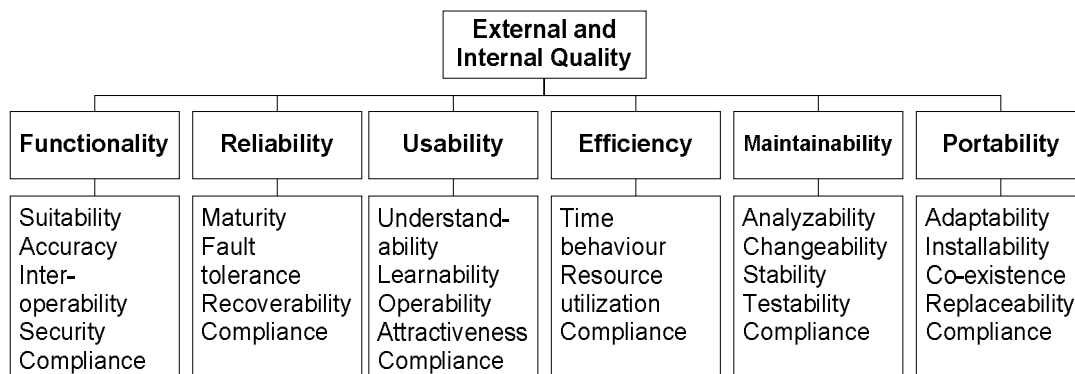 External and
Internal Quality
Functionality
Reliability
Usability
Efficiency
Maintainability
Portability
Suitability
Accuracy
Inter-
operability
Security
Compliance
Maturity
Fault
tolerance
Recoverability
Compliance
Understand-
ability
Learnability
Operability
Attractiveness
Compliance
Time
behaviour
Resource
utilization
Compliance
Analyzability
Changeability
Stability
Testability
Compliance
Adaptability
Installability
Co-existence
Replaceability
Compliance